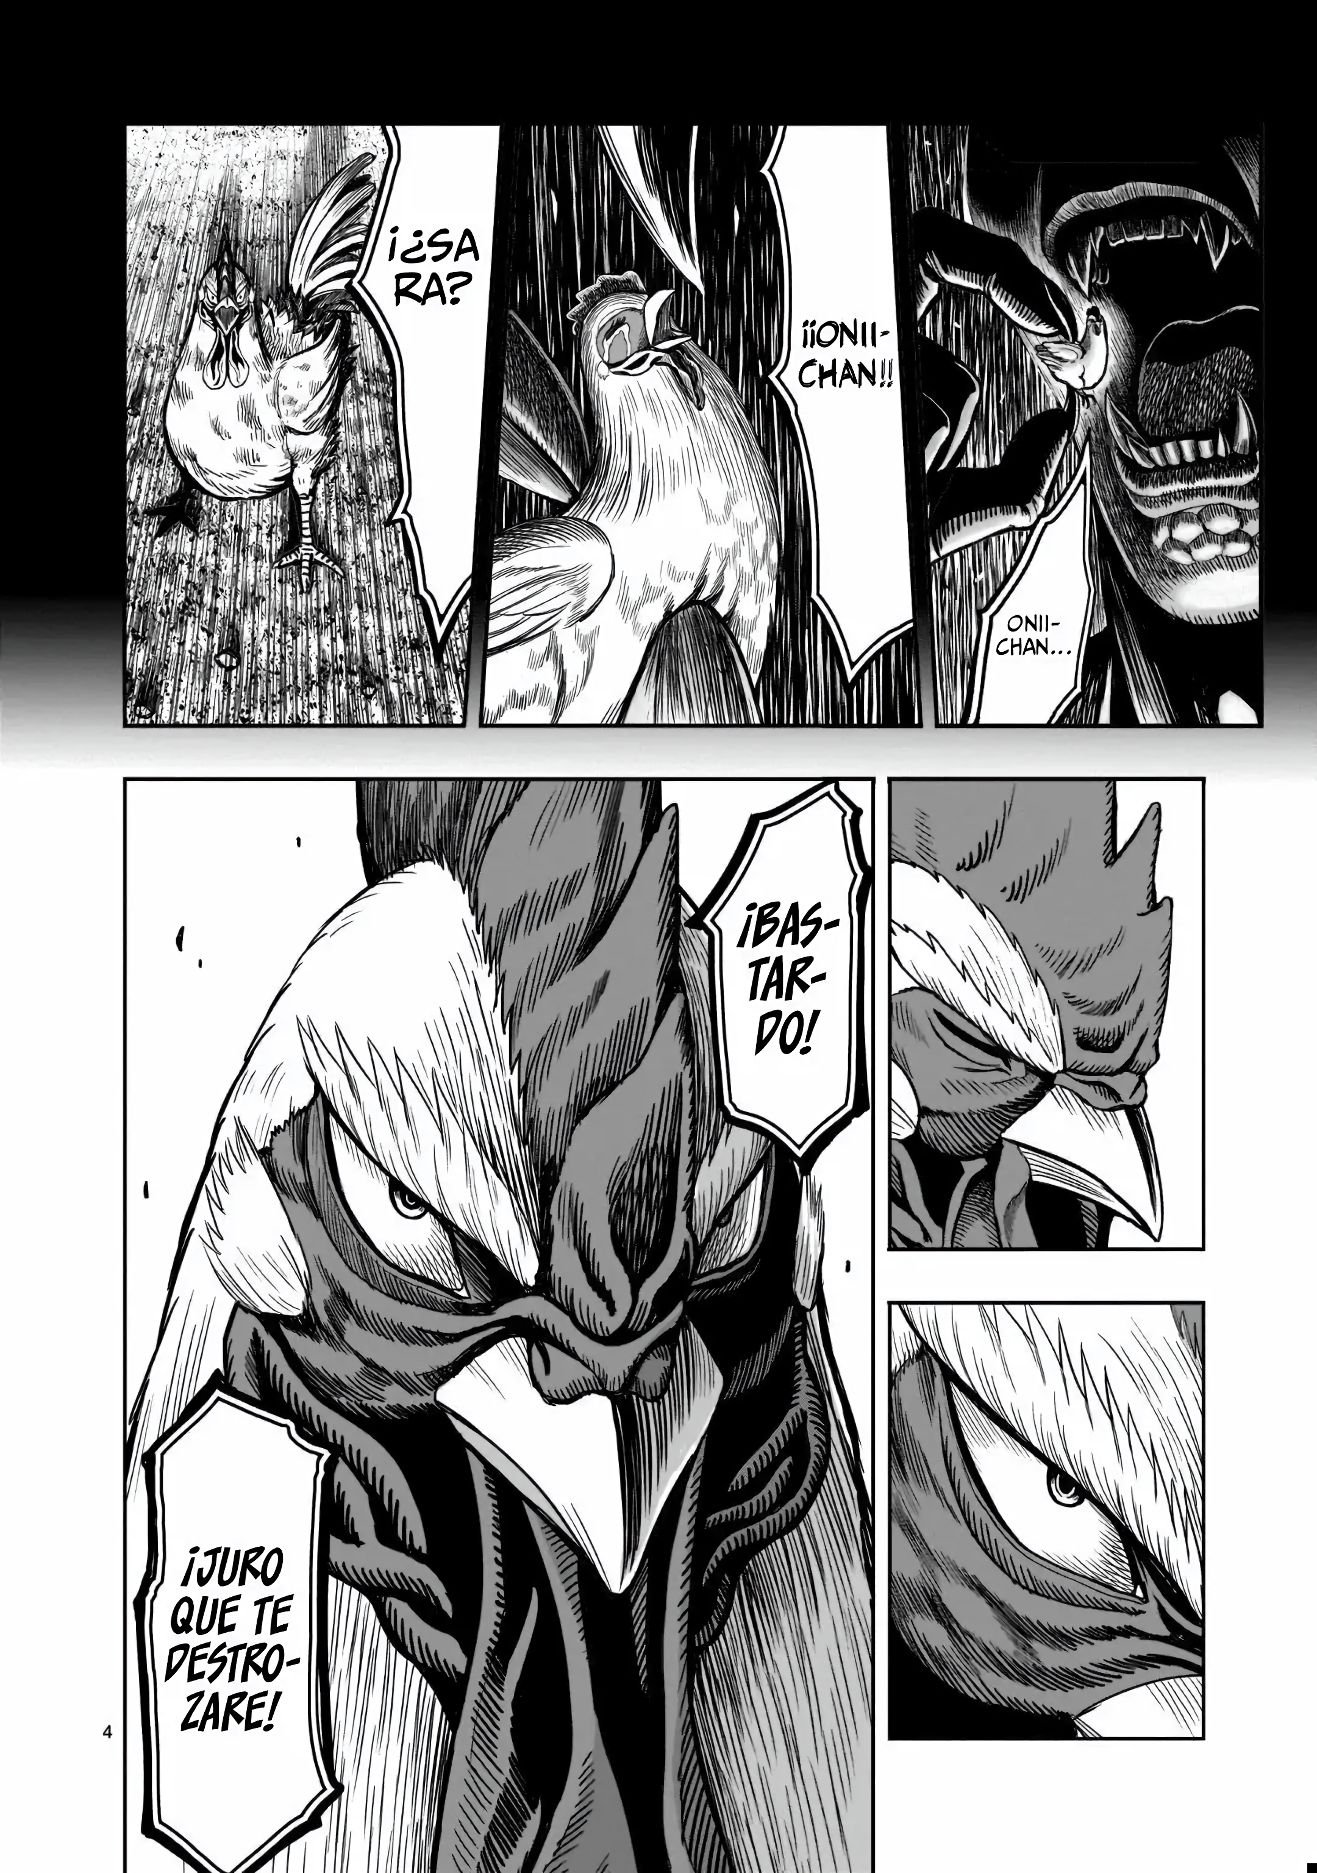 ONII-
CHAN...
¡¡ONII-
CHAN!!
¡¿SA
RA?
¡BAS-
TAR-
DO!
¡JURO
QUE TE
DESTRO-
ZARE!
4